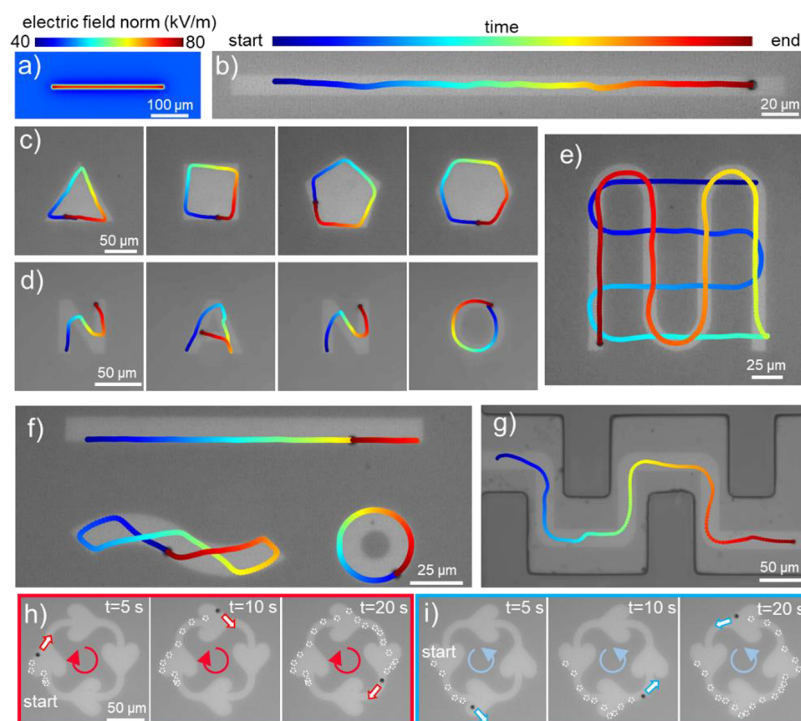 electric field norm (kV/m)
40
80
time
start
end
a)
100 µm
b)
20 µm
c)
50 µm
d)
50 µm
e)
25 µm
f)
25 µm
g)
50 µm
h)
t=5 s
start
50 µm
t=10 s
t=20 s
i)
t=5 s
start
t=10 s
t=20 s